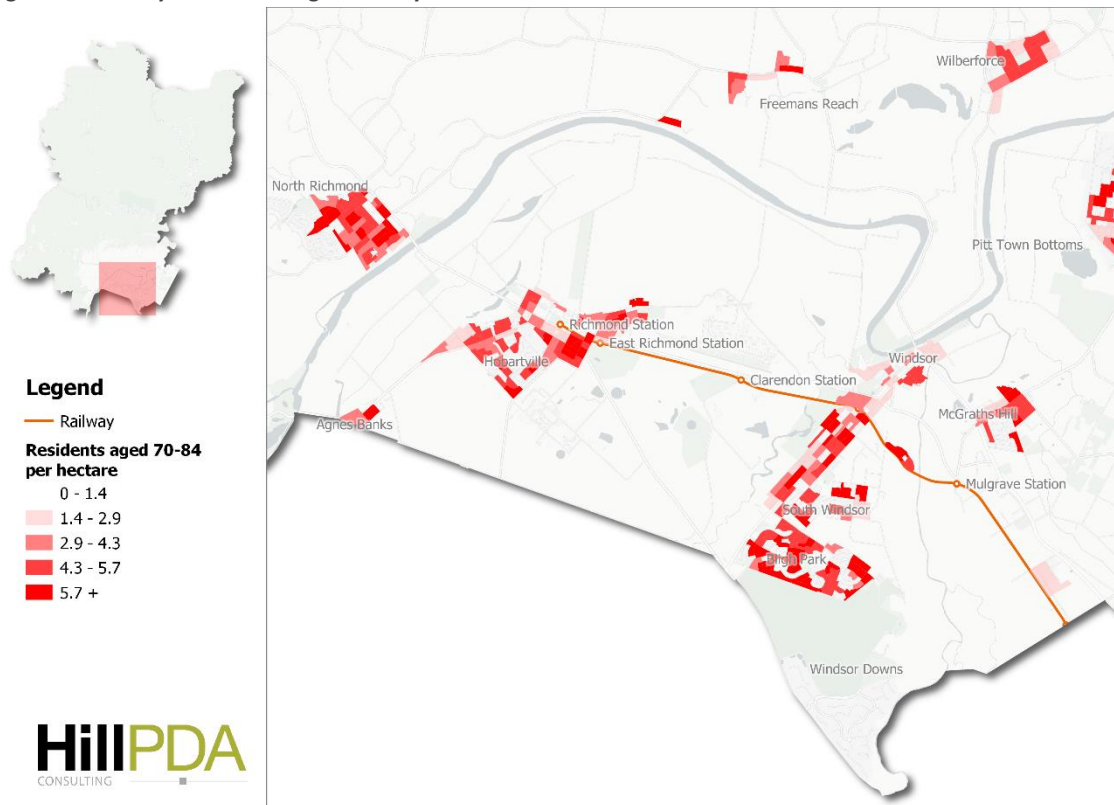 Legend
Railway
Residents aged 70-84
per hectare
0 - 1.4
1.4 - 2.9
2.9 - 4.3
4.3 - 5.7
5.7 +
HillPDA
CONSULTING
Wilberforce
Freemans Reach
North Richmond
Pitt Town Bottoms
Richmond Station
East Richmond Station
Hobartville
Windsor
Clarendon Station
McGraths Hill
Agnes Banks
Mulgrave Station
South Windsor
Bligh Park
Windsor Downs